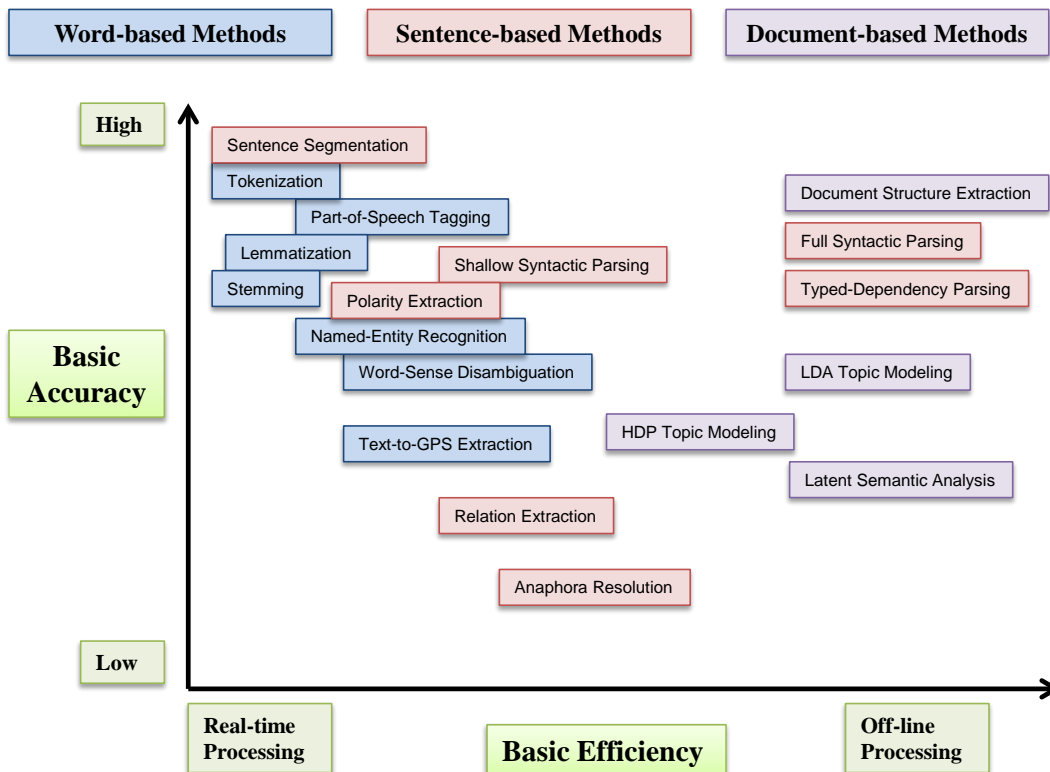 Word-based Methods
Sentence-based Methods
Document-based Methods
High
Sentence Segmentation
Tokenization
Document Structure Extraction
Part-of-Speech Tagging
Full Syntactic Parsing
Lemmatization
Shallow Syntactic Parsing
Stemming
Typed-Dependency Parsing
Polarity Extraction
Named-Entity Recognition
Basic
Accuracy
Word-Sense Disambiguation
LDA Topic Modeling
HDP Topic Modeling
Text-to-GPS Extraction
Latent Semantic Analysis
Relation Extraction
Anaphora Resolution
Low
Real-time
Processing
Basic Efficiency
Off-line
Processing